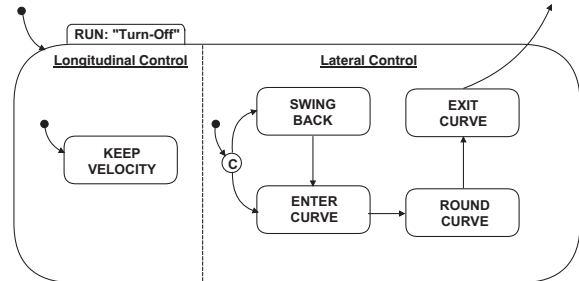 RUN: "Turn-Off"
Longitudinal Control
Lateral Control
KEEP
VELOCITY
C
SWING
BACK
ENTER
CURVE
ROUND
CURVE
EXIT
CURVE